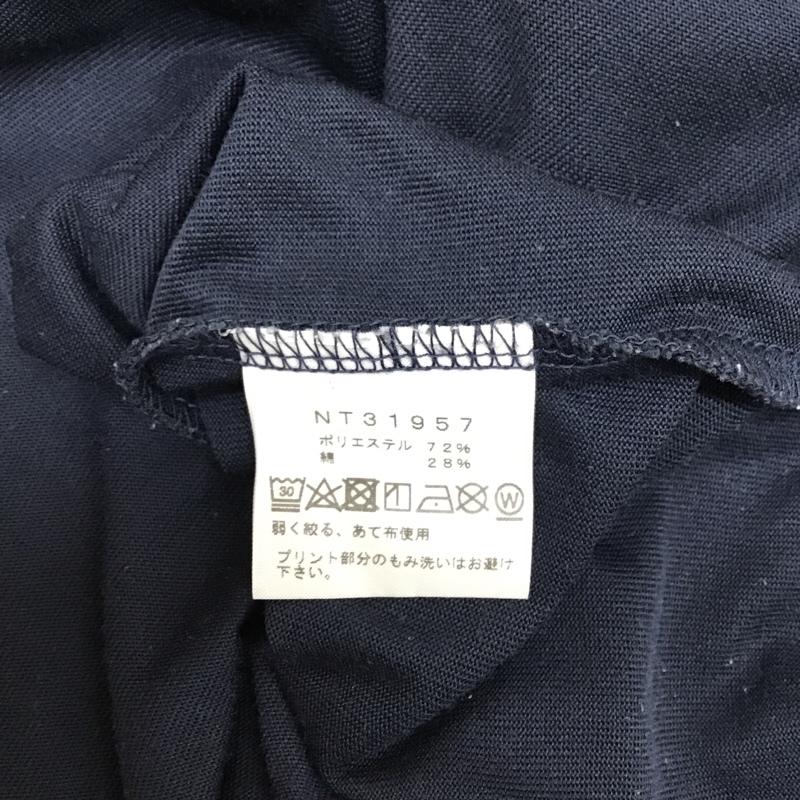 NT31957
ポリエステル 72%
綿 28%
30 W
弱く絞る、あて布使用
プリント部分のもみ洗いはお避け
下さい。